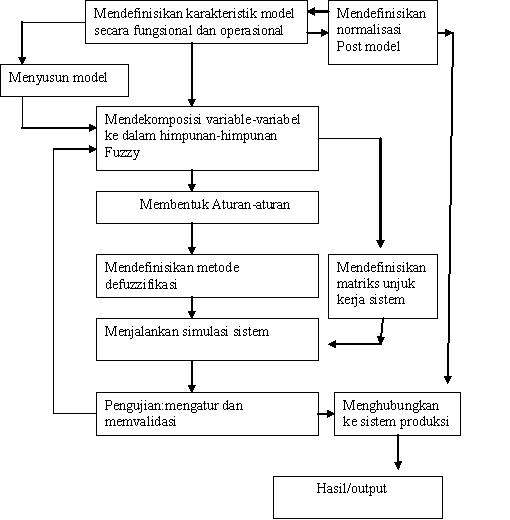 Mendefinisikan karakteristik model
secara fungsional dan operasional
Mendefinisikan
normalisasi
Post model
Menyusun model
Mendekomposisi variable-variabel
ke dalam himpunan-himpunan
Fuzzy
Membentuk Aturan-aturan
Mendefinisikan metode
defuzzifikasi
Mendefinisikan
matriks unjuk
kerja sistem
Menjalankan simulasi sistem
Pengujian:mengatur dan
memvalidasi
Menghubungkan
ke sistem produksi
Hasil/output